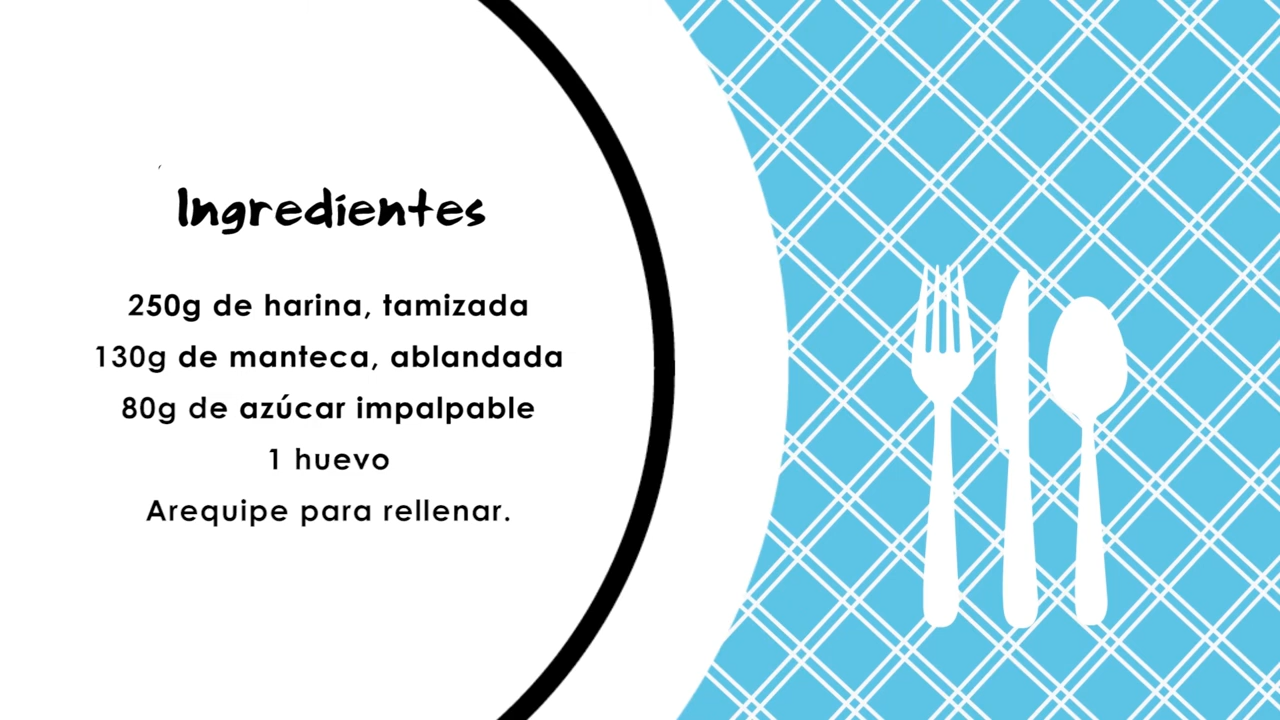 Ingredientes
250g de harina, tamizada
130g de manteca, ablandada
80g de azúcar impalpable
1 huevo
Arequipe para rellenar.